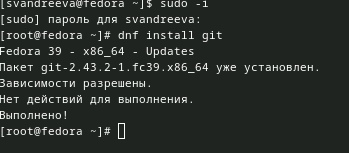 [svandreeva@fedora ~]$ sudo -i
[sudo] пароль для svandreeva:
[root@fedora ~]# dnf install git
Fedora 39 - x86_64 - Updates
Пакет git-2.43.2-1.fc39.x86_64 уже установлен.
Зависимости разрешены.
Нет действий для выполнения.
Выполнено!
[root@fedora ~]#